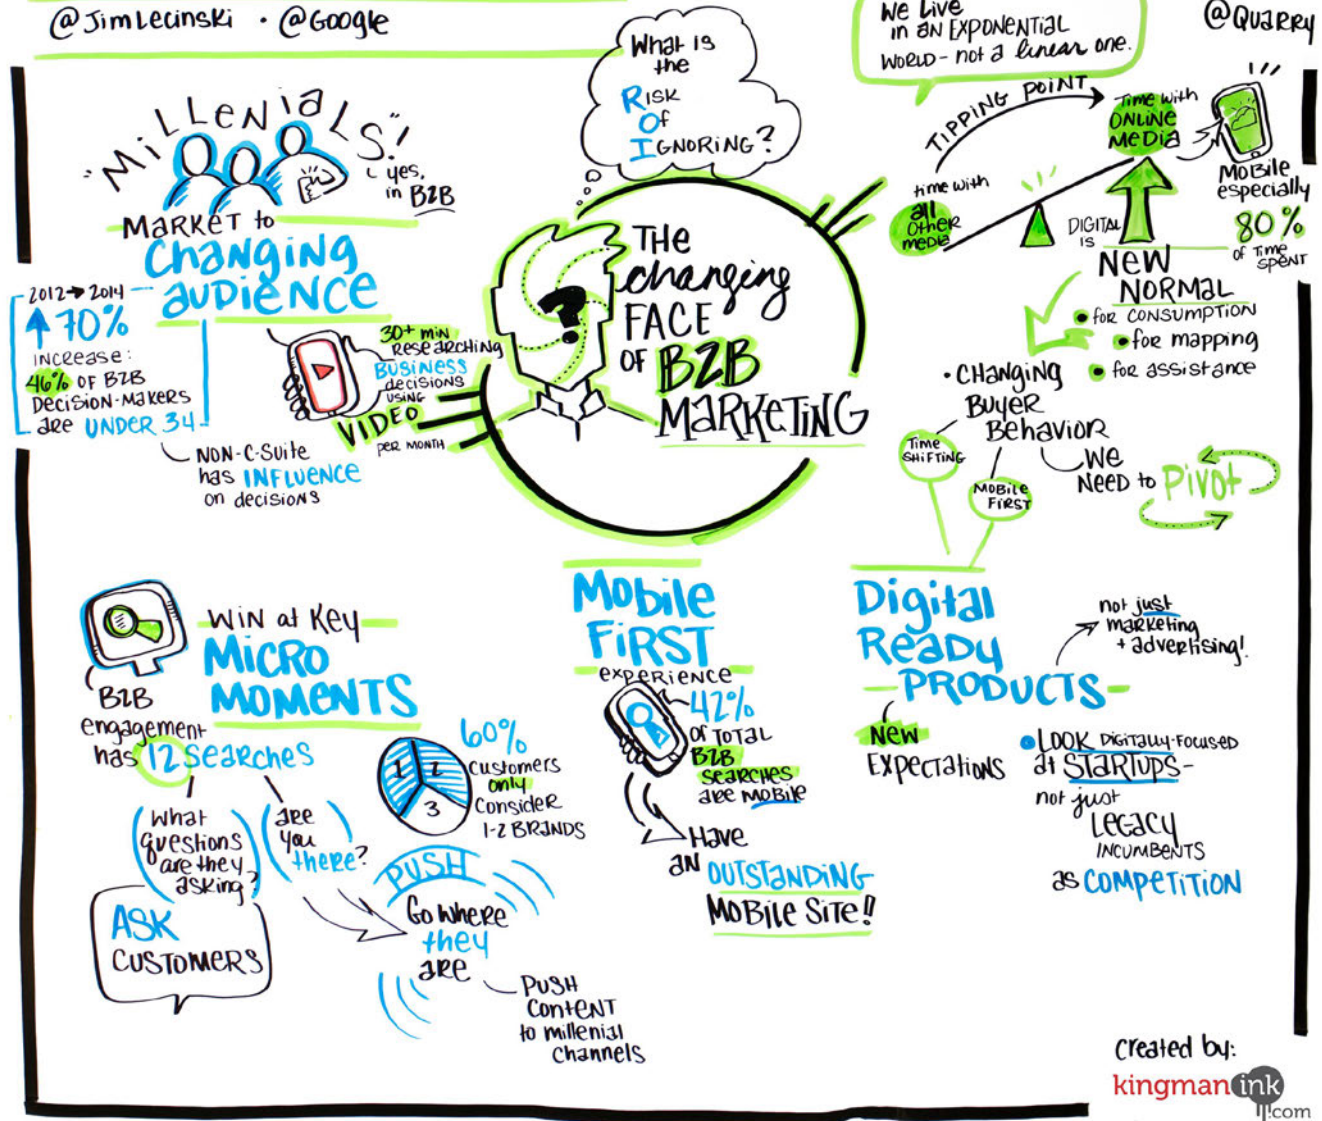 @JimLecinski • @Google
We Live
in an Exponential
World - not a linear one.
@Quarry
What is
the
Risk
Of
Ignoring?
"Millenials"!
yes,
in B2B
Market to
Changing
Audience
2012→2014
↑70%
increase:
46% of B2B
Decision-Makers
are under 34
Non-C-Suite
has influence
on decisions
30+ min
Researching
Business
decisions
using
Video
per month
The
changing
Face
of B2B
Marketing
Tipping Point
time with
all
other
media
Time with
Online
Media
Mobile
especially
80%
of time
spent
Digital
is
New
Normal
• for consumption
• for mapping
• for assistance
• Changing
Buyer
Behavior
Time
Shifting
Mobile
First
We
need to Pivot
Win at Key
Micro
Moments
B2B
engagement
has 12 searches
What
questions
are they
asking?
Are
you
there?
Ask
Customers
1 2
3
60%
Customers
only
Consider
1-2 Brands
Push
Go where
they
are
Push
Content
to millenial
channels
Mobile
First
experience
42%
of total
B2B
searches
are mobile
Have
an outstanding
Mobile Site!!
Digital
Ready
Products
not just
marketing
+ advertising!
New
Expectations
• Look Digitally-Focused
at Startups-
not just
Legacy
Incumbents
as Competition
created by:
kingman ink
.com